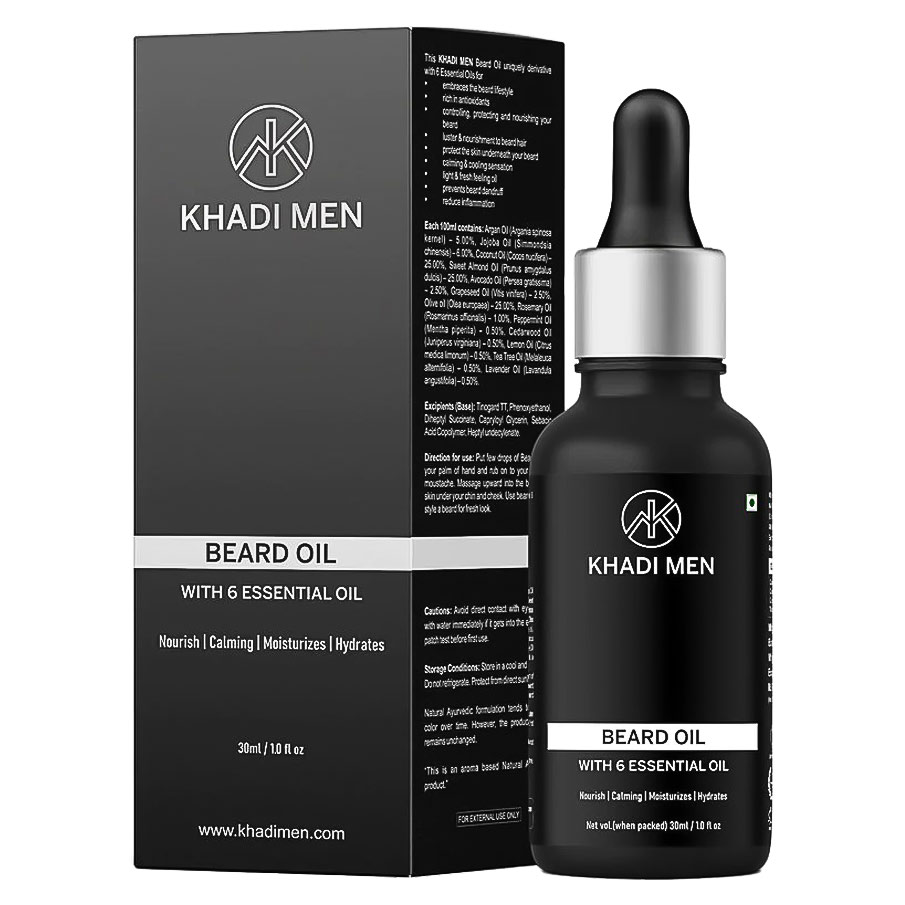 KHADI MEN
BEARD OIL
WITH 6 ESSENTIAL OIL
Nourish | Calming | Moisturizes | Hydrates
30ml / 1.0 fl oz
www.khadimen.com
This KHADI MEN Beard Oil uniquely derivative
with 6 Essential Oils for
• embraces the beard lifestyle
• rich in antioxidants
• controlling, protecting and nourishing your
beard
• luster & nourishment to beard hair
• protect the skin underneath your beard
• calming & cooling sensation
• light & fresh feeling oil
• prevents beard dandruff
• reduce inflammation
Each 100ml contains: Argan Oil (Argania spinosa
kernel) – 5.00%, Jojoba Oil (Simmondsia
chinensis) – 6.00%, Coconut Oil (Cocos nucifera) –
25.00%, Sweet Almond Oil (Prunus amygdalus
dulcis) – 25.00%, Avocado Oil (Persea gratissima)
– 2.50%, Grapeseed Oil (Vitis vinifera) – 2.50%,
Olive oil (Olea europaea) – 25.00%, Rosemary Oil
(Rosmarinus officinalis) – 1.00%, Peppermint Oil
(Mentha piperita) – 0.50%, Cedarwood Oil
(Juniperus virginiana) – 0.50%, Lemon Oil (Citrus
medica limonum) – 0.50%, Tea Tree Oil (Melaleuca
alternifolia) – 0.50%, Lavender Oil (Lavandula
angustifolia) – 0.50%.
Excipients (Base): Tinogard TT, Phenoxyethanol,
Diheptyl Succinate, Capryloyl Glycerin, Sebacic
Acid Copolymer, Heptyl undecylenate.
Direction for use: Put few drops of
your palm of hand and rub on to your
moustache. Massage upward into the
skin under your chin and cheek. Use
style a beard for fresh look.
Cautions: Avoid direct contact with
with water immediately if it gets into the
patch test before first use.
Storage Conditions: Store in a cool and
Do not refrigerate. Protect from direct
Natural Ayurvedic formulation tends
color over time. However, the
remains unchanged.
"This is an aroma based Natural
product."
FOR EXTERNAL USE ONLY
KHADI MEN
BEARD OIL
WITH 6 ESSENTIAL OIL
Nourish | Calming | Moisturizes | Hydrates
Net vol.(when packed) 30ml / 1.0 fl oz